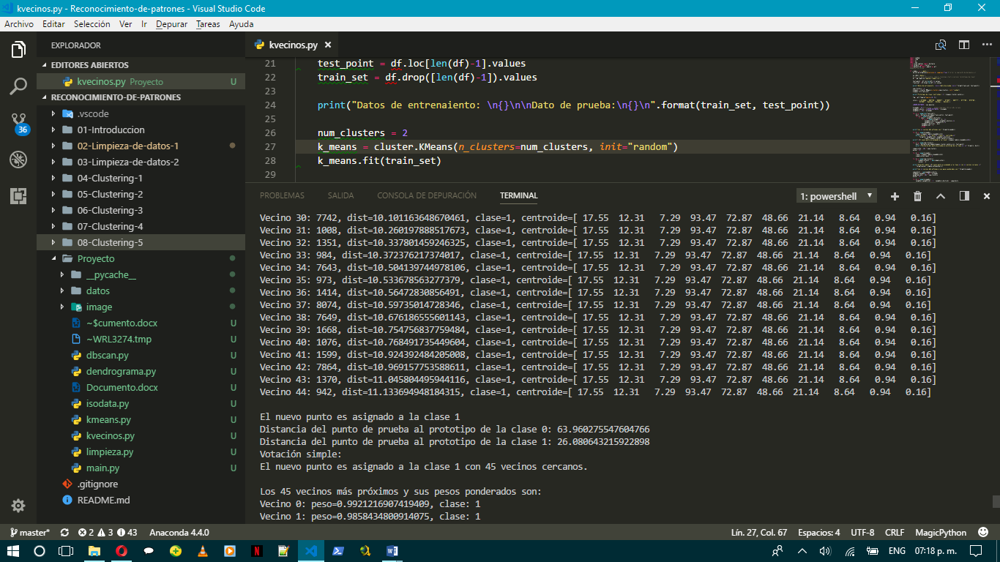 kvecinos.py - Reconocimiento-de-patrones - Visual Studio Code
Archivo Editar Selección Ver Ir Depurar Tareas Ayuda
EXPLORADOR
EDITORES ABIERTOS
kvecinos.py Proyecto U
RECONOCIMIENTO-DE-PATRONES
.vscode
01-Introduccion
02-Limpieza-de-datos-1
03-Limpieza-de-datos-2
04-Clustering-1
05-Clustering-2
06-Clustering-3
07-Clustering-4
08-Clustering-5
Proyecto
__pycache__
datos
image
~$cumento.docx U
~WRL3274.tmp U
dbscan.py U
dendrograma.py U
Documento.docx U
isodata.py U
kmeans.py U
kvecinos.py U
limpieza.py U
main.py U
.gitignore
README.md
36
kvecinos.py
21 test_point = df.loc[len(df)-1].values
22 train_set = df.drop([len(df)-1]).values
23
24 print("Datos de entrenaiento: \n{}\n\nDato de prueba:\n{}\n".format(train_set, test_point))
25
26 num_clusters = 2
27 k_means = cluster.KMeans(n_clusters=num_clusters, init="random")
28 k_means.fit(train_set)
29
PROBLEMAS SALIDA CONSOLA DE DEPURACIÓN TERMINAL 1: powershell
Vecino 30: 7742, dist=10.101163648670461, clase=1, centroide=[ 17.55 12.31 7.29 93.47 72.87 48.66 21.14 8.64 0.94 0.16]
Vecino 31: 1008, dist=10.260197888517673, clase=1, centroide=[ 17.55 12.31 7.29 93.47 72.87 48.66 21.14 8.64 0.94 0.16]
Vecino 32: 1351, dist=10.337801459246325, clase=1, centroide=[ 17.55 12.31 7.29 93.47 72.87 48.66 21.14 8.64 0.94 0.16]
Vecino 33: 984, dist=10.372376217374017, clase=1, centroide=[ 17.55 12.31 7.29 93.47 72.87 48.66 21.14 8.64 0.94 0.16]
Vecino 34: 7643, dist=10.504139744978106, clase=1, centroide=[ 17.55 12.31 7.29 93.47 72.87 48.66 21.14 8.64 0.94 0.16]
Vecino 35: 973, dist=10.533678563277379, clase=1, centroide=[ 17.55 12.31 7.29 93.47 72.87 48.66 21.14 8.64 0.94 0.16]
Vecino 36: 1414, dist=10.56472830856491, clase=1, centroide=[ 17.55 12.31 7.29 93.47 72.87 48.66 21.14 8.64 0.94 0.16]
Vecino 37: 8074, dist=10.59735014728346, clase=1, centroide=[ 17.55 12.31 7.29 93.47 72.87 48.66 21.14 8.64 0.94 0.16]
Vecino 38: 7649, dist=10.676186555601143, clase=1, centroide=[ 17.55 12.31 7.29 93.47 72.87 48.66 21.14 8.64 0.94 0.16]
Vecino 39: 1668, dist=10.754756837759484, clase=1, centroide=[ 17.55 12.31 7.29 93.47 72.87 48.66 21.14 8.64 0.94 0.16]
Vecino 40: 1076, dist=10.768491735449604, clase=1, centroide=[ 17.55 12.31 7.29 93.47 72.87 48.66 21.14 8.64 0.94 0.16]
Vecino 41: 1599, dist=10.924392484205008, clase=1, centroide=[ 17.55 12.31 7.29 93.47 72.87 48.66 21.14 8.64 0.94 0.16]
Vecino 42: 7864, dist=10.969157753588611, clase=1, centroide=[ 17.55 12.31 7.29 93.47 72.87 48.66 21.14 8.64 0.94 0.16]
Vecino 43: 1370, dist=11.045804495944116, clase=1, centroide=[ 17.55 12.31 7.29 93.47 72.87 48.66 21.14 8.64 0.94 0.16]
Vecino 44: 942, dist=11.133694948184315, clase=1, centroide=[ 17.55 12.31 7.29 93.47 72.87 48.66 21.14 8.64 0.94 0.16]
El nuevo punto es asignado a la clase 1
Distancia del punto de prueba al prototipo de la clase 0: 63.960275547604766
Distancia del punto de prueba al prototipo de la clase 1: 26.080643215922898
Votación simple:
El nuevo punto es asignado a la clase 1 con 45 vecinos cercanos.
Los 45 vecinos más próximos y sus pesos ponderados son:
Vecino 0: peso=0.9921216907419409, clase: 1
Vecino 1: peso=0.9858434800914075, clase: 1
master* 2 3 43 Anaconda 4.4.0 Lín. 27, Col. 67 Espacios: 4 UTF-8 CRLF MagicPython
ENG 07:18 p. m.